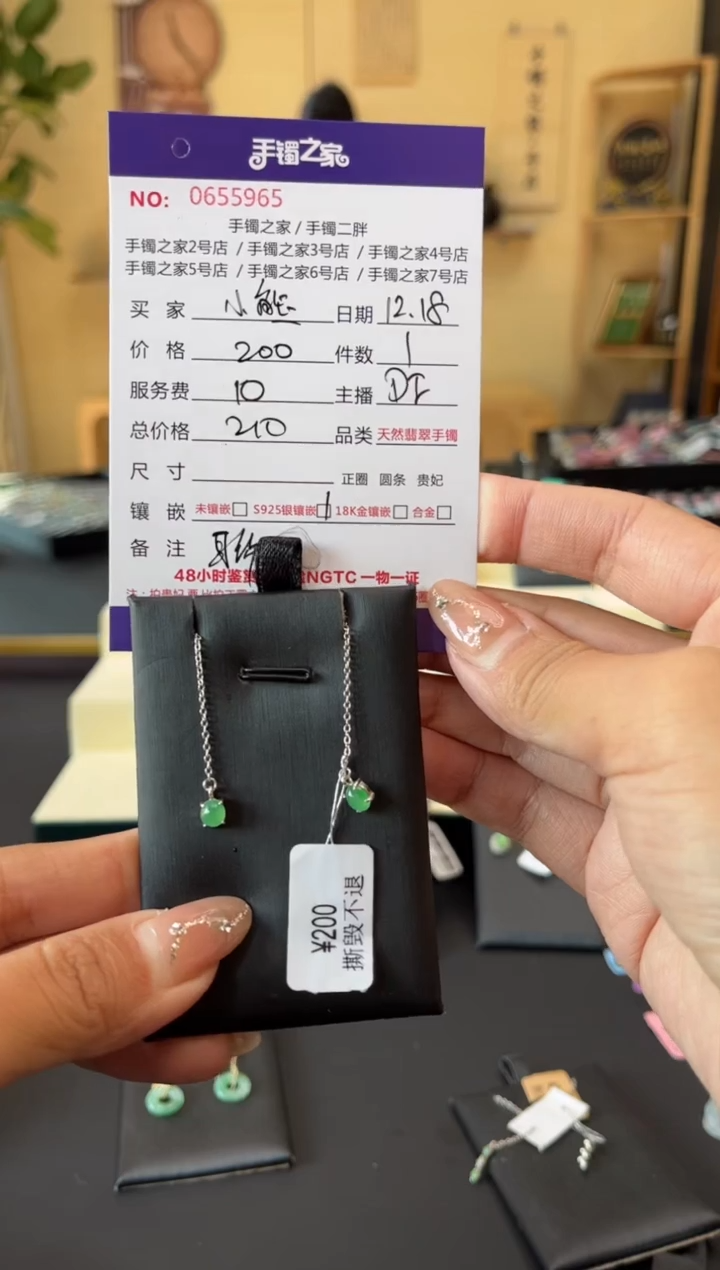 手镯之家
NO: 0655965
手镯之家 / 手镯二胖
手镯之家2号店 / 手镯之家3号店 / 手镯之家4号店
手镯之家5号店 / 手镯之家6号店 / 手镯之家7号店
买 家 小熊 日期 12.18
价 格 200 件数 1
服务费 10 主播
总价格 210 品类 天然翡翠手镯
尺 寸 正圈 圆条 贵妃
镶 嵌 未镶嵌□ S925银镶嵌□ 18K金镶嵌□ 合金□
备 注 耳
48小时鉴 NGTC 一物一证
¥200
撕毁不退